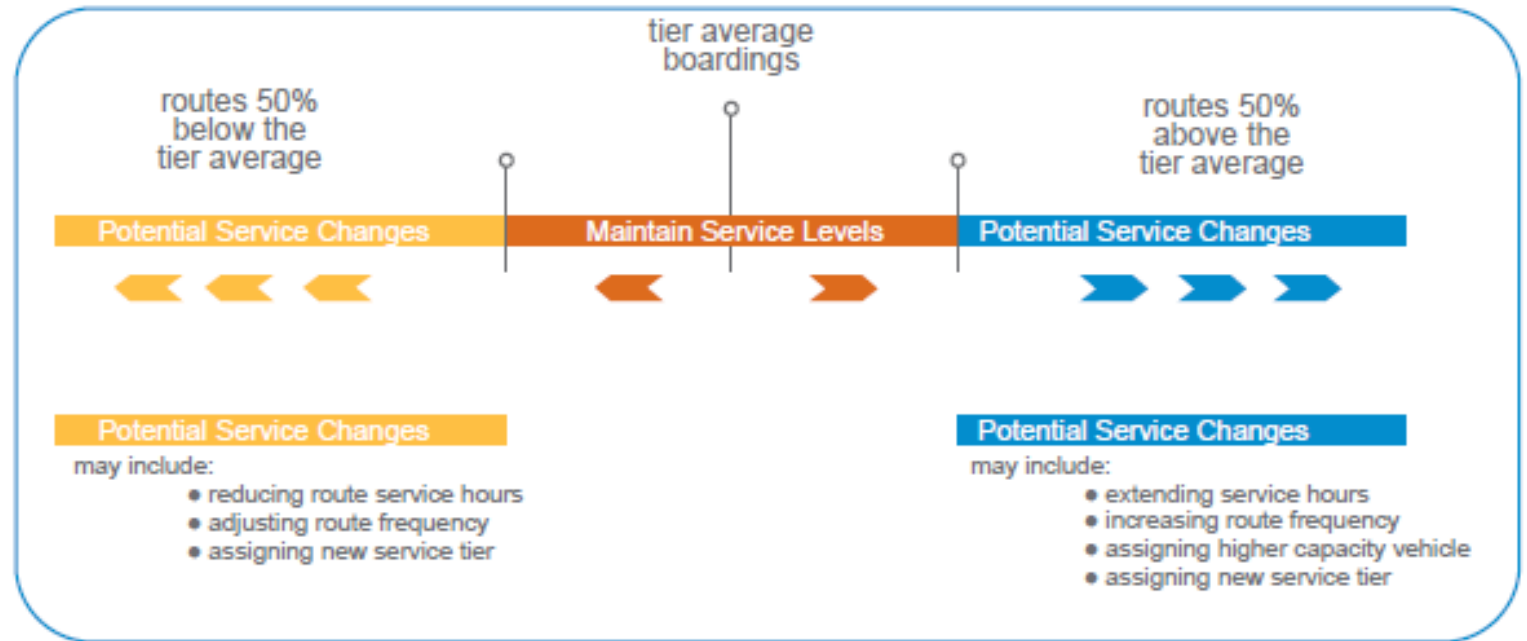 tier average
boardings
routes 50%
below the
tier average
routes 50%
above the
tier average
Potential Service Changes
Maintain Service Levels
Potential Service Changes
Potential Service Changes
may include:
● reducing route service hours
● adjusting route frequency
● assigning new service tier
Potential Service Changes
may include:
● extending service hours
● increasing route frequency
● assigning higher capacity vehicle
● assigning new service tier